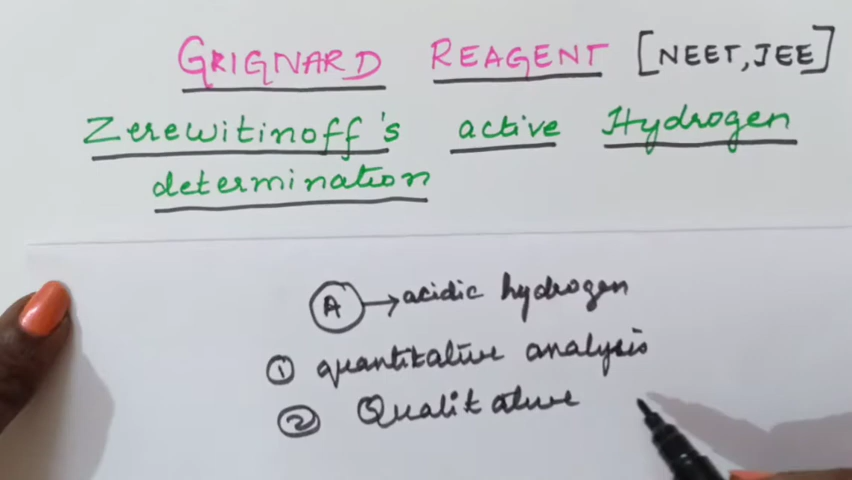 GRIGNARD REAGENT [NEET, JEE]
Zerewitinoff's active Hydrogen
determination
A → acidic hydrogen
① quantitative analysis
② Qualitative